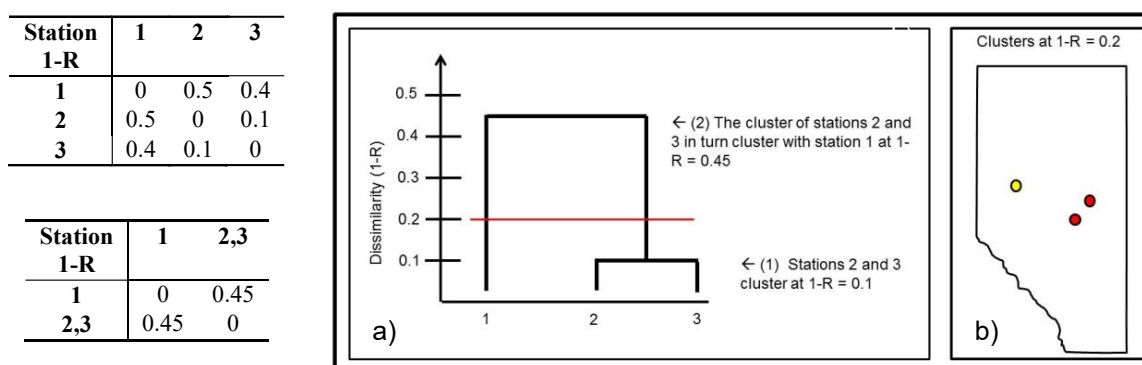 Station 1 2 3
1-R
1 0 0.5 0.4
2 0.5 0 0.1
3 0.4 0.1 0
Station 1 2,3
1-R
1 0 0.45
2,3 0.45 0
Dissimilarity (1-R)
0.5
0.4
0.3
0.2
0.1
1 2 3
← (2) The cluster of stations 2 and
3 in turn cluster with station 1 at 1-
R = 0.45
← (1) Stations 2 and 3
cluster at 1-R = 0.1
a)
Clusters at 1-R = 0.2
b)